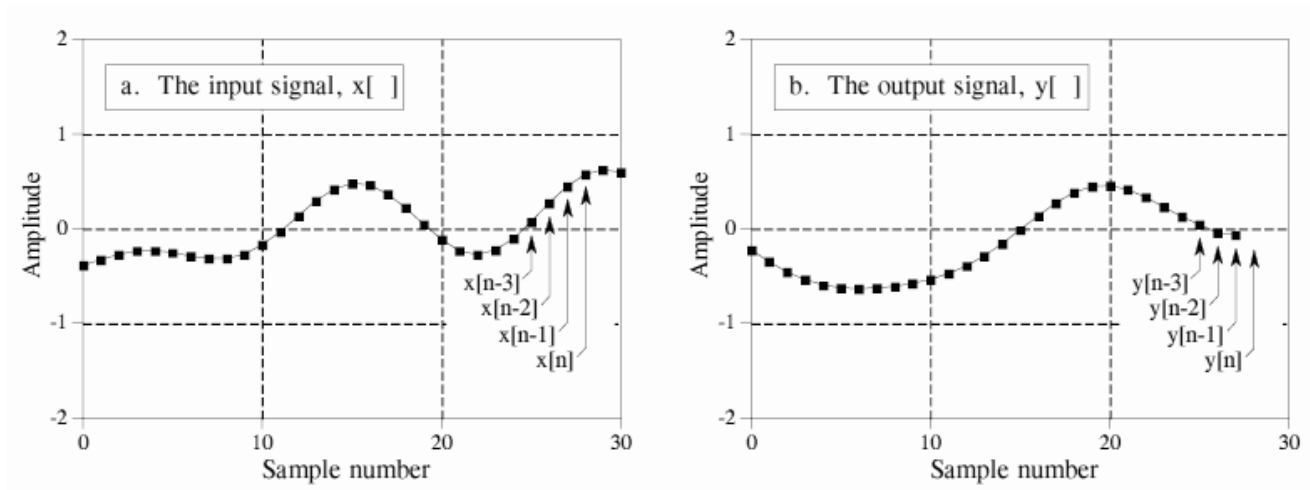 2
1
0
-1
-2
Amplitude
a. The input signal, x[ ]
x[n-3]
x[n-2]
x[n-1]
x[n]
0
10
20
30
Sample number
2
1
0
-1
-2
Amplitude
b. The output signal, y[ ]
y[n-3]
y[n-2]
y[n-1]
y[n]
0
10
20
30
Sample number